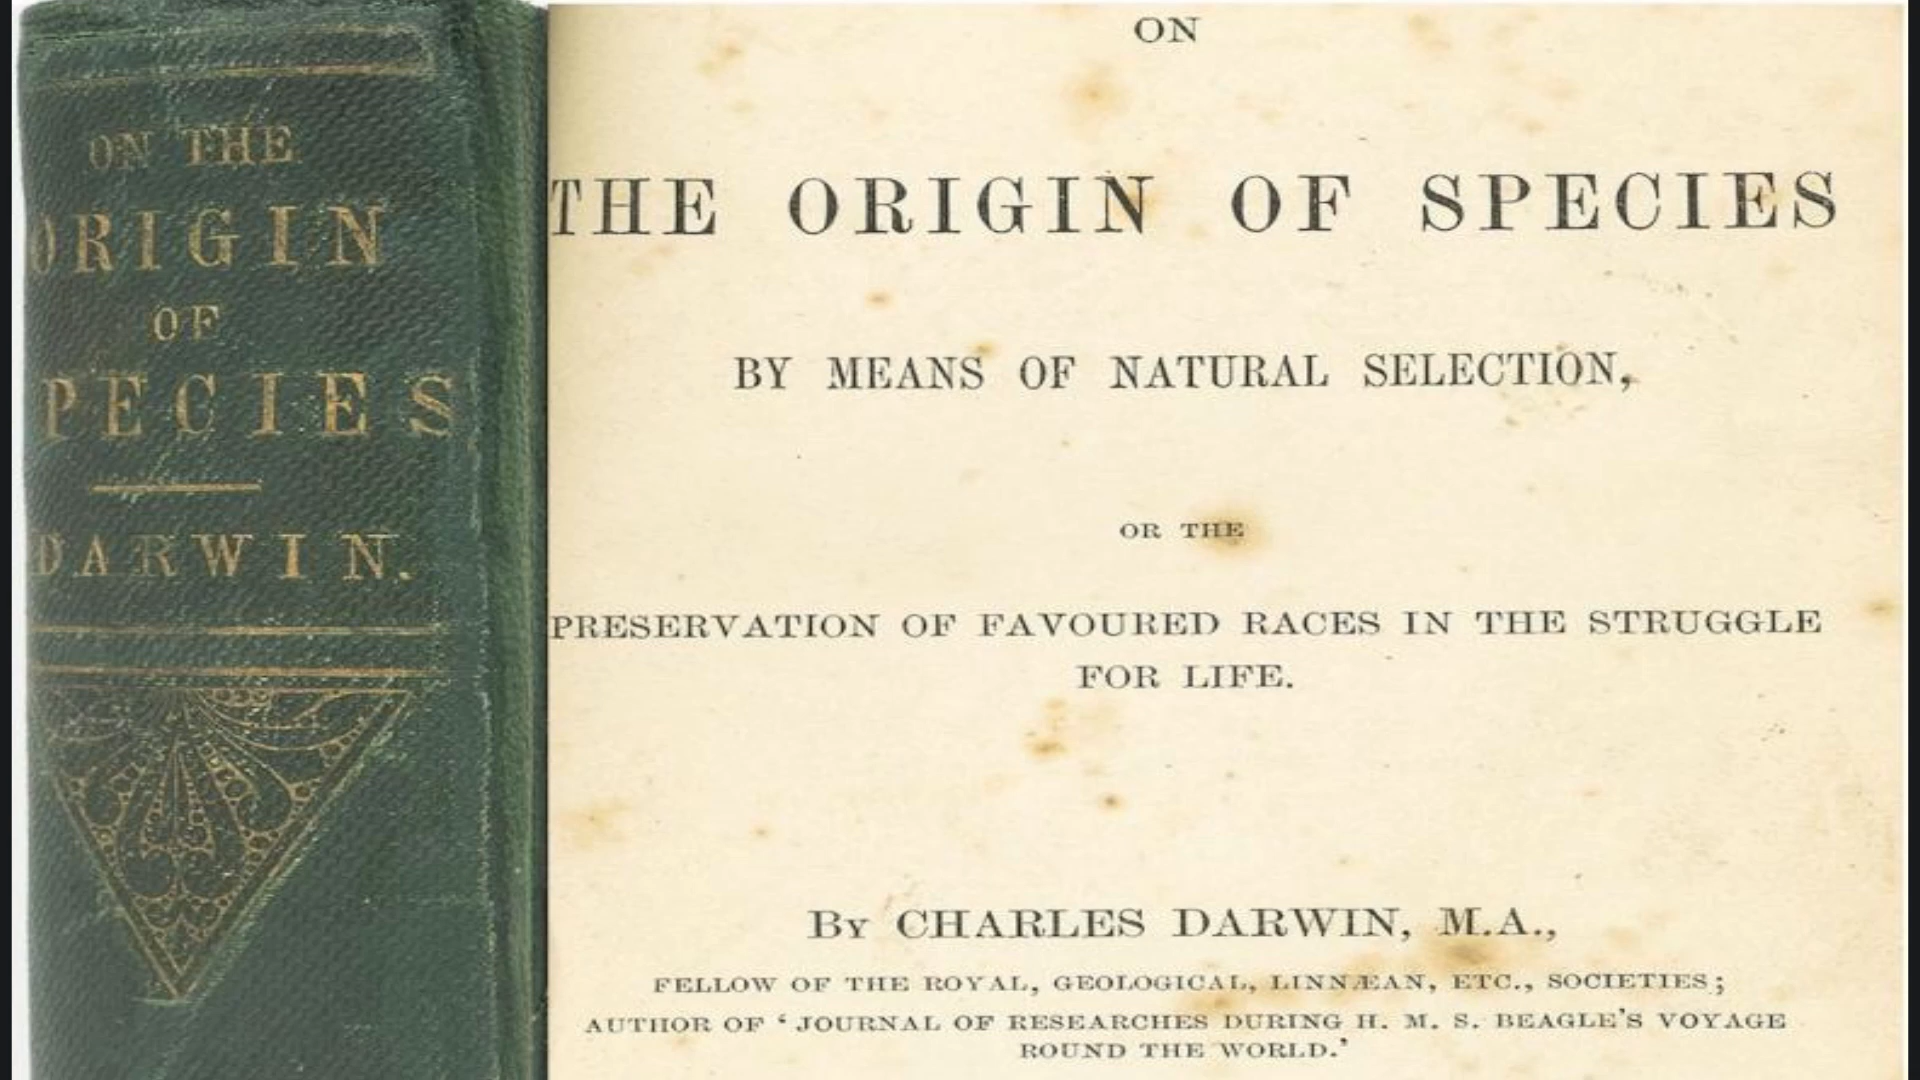 ON THE
ORIGIN
OF
PECIES
DARWIN.
ON
THE ORIGIN OF SPECIES
BY MEANS OF NATURAL SELECTION,
OR THE
PRESERVATION OF FAVOURED RACES IN THE STRUGGLE
FOR LIFE.
By CHARLES DARWIN, M.A.,
FELLOW OF THE ROYAL, GEOLOGICAL, LINNÆAN, ETC., SOCIETIES;
AUTHOR OF 'JOURNAL OF RESEARCHES DURING H. M. S. BEAGLE'S VOYAGE
ROUND THE WORLD.'